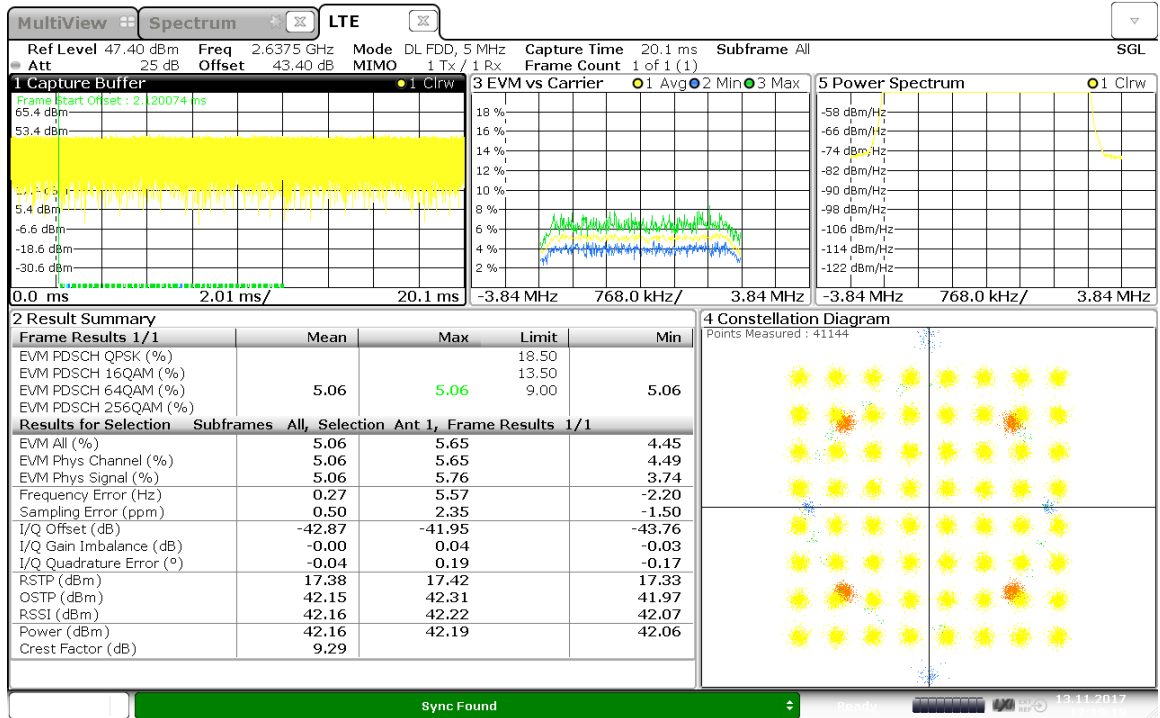 MultiView Spectrum LTE
Ref Level 47.40 dBm Freq 2.6375 GHz Mode DL FDD, 5 MHz Capture Time 20.1 ms Subframe All SGL
Att 25 dB Offset 43.40 dB MIMO 1 Tx / 1 Rx Frame Count 1 of 1 (1)
1 Capture Buffer 1 Clrw
Frame Start Offset : 2.120074 ms
65.4 dBm
53.4 dBm
5.4 dBm
-6.6 dBm
-18.6 dBm
-30.6 dBm
0.0 ms 2.01 ms/ 20.1 ms
3 EVM vs Carrier 1 Avg 2 Min 3 Max
18 %
16 %
14 %
12 %
10 %
8 %
6 %
4 %
2 %
-3.84 MHz 768.0 kHz/ 3.84 MHz
5 Power Spectrum 1 Clrw
-58 dBm/Hz
-66 dBm/Hz
-74 dBm/Hz
-82 dBm/Hz
-90 dBm/Hz
-98 dBm/Hz
-106 dBm/Hz
-114 dBm/Hz
-122 dBm/Hz
-3.84 MHz 768.0 kHz/ 3.84 MHz
2 Result Summary
Frame Results 1/1 Mean Max Limit Min
EVM PDSCH QPSK (%) 18.50
EVM PDSCH 16QAM (%) 13.50
EVM PDSCH 64QAM (%) 5.06 5.06 9.00 5.06
EVM PDSCH 256QAM (%)
Results for Selection Subframes All, Selection Ant 1, Frame Results 1/1
EVM All (%) 5.06 5.65 4.45
EVM Phys Channel (%) 5.06 5.65 4.49
EVM Phys Signal (%) 5.06 5.76 3.74
Frequency Error (Hz) 0.27 5.57 -2.20
Sampling Error (ppm) 0.50 2.35 -1.50
I/Q Offset (dB) -42.87 -41.95 -43.76
I/Q Gain Imbalance (dB) -0.00 0.04 -0.03
I/Q Quadrature Error (º) -0.04 0.19 -0.17
RSTP (dBm) 17.38 17.42 17.33
OSTP (dBm) 42.15 42.31 41.97
RSSI (dBm) 42.16 42.22 42.07
Power (dBm) 42.16 42.19 42.06
Crest Factor (dB) 9.29
4 Constellation Diagram
Points Measured : 41144
Sync Found
Ready
LXI
13.11.2017